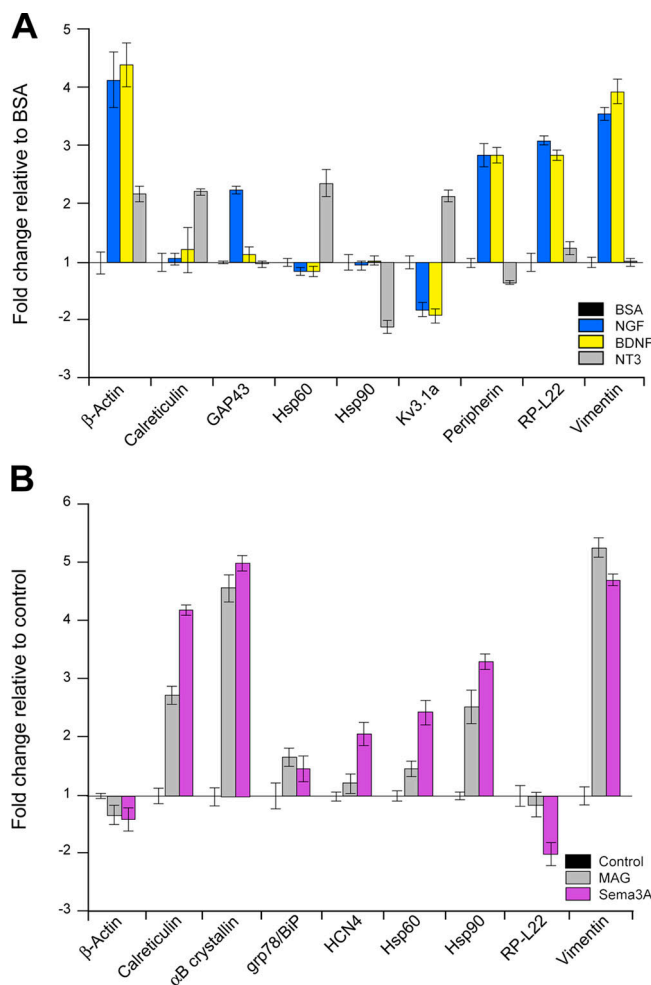 A
Fold change relative to BSA
5
4
3
2
1
-2
-3
BSA
NGF
BDNF
NT3
β-Actin
Calreticulin
GAP43
Hsp60
Hsp90
Kv3.1a
Peripherin
RP-L22
Vimentin
B
Fold change relative to control
6
5
4
3
2
1
-2
-3
Control
MAG
Sema3A
β-Actin
Calreticulin
αB crystallin
grp78/BiP
HCN4
Hsp60
Hsp90
RP-L22
Vimentin